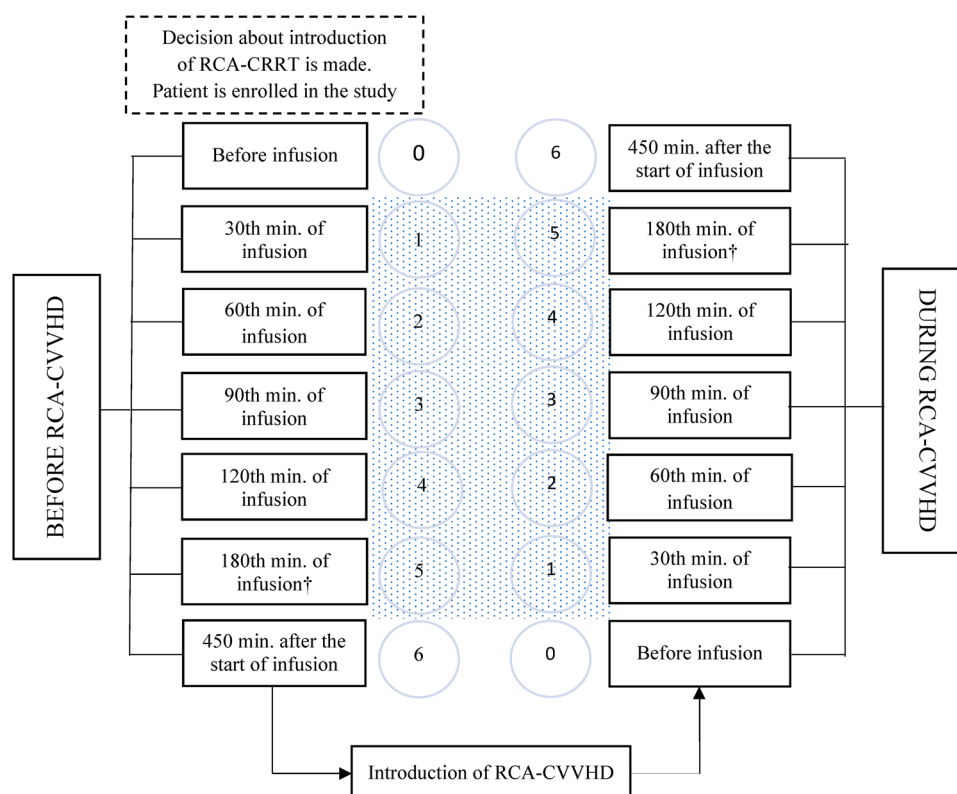 Decision about introduction
of RCA-CRRT is made.
Patient is enrolled in the study
BEFORE RCA-CVVHD
Before infusion
0
30th min. of
infusion
1
60th min. of
infusion
2
90th min. of
infusion
3
120th min. of
infusion
4
180th min. of
infusion†
5
450 min. after the
start of infusion
6
6
450 min. after the
start of infusion
5
180th min. of
infusion†
4
120th min. of
infusion
3
90th min. of
infusion
2
60th min. of
infusion
1
30th min. of
infusion
0
Before infusion
DURING RCA-CVVHD
Introduction of RCA-CVVHD